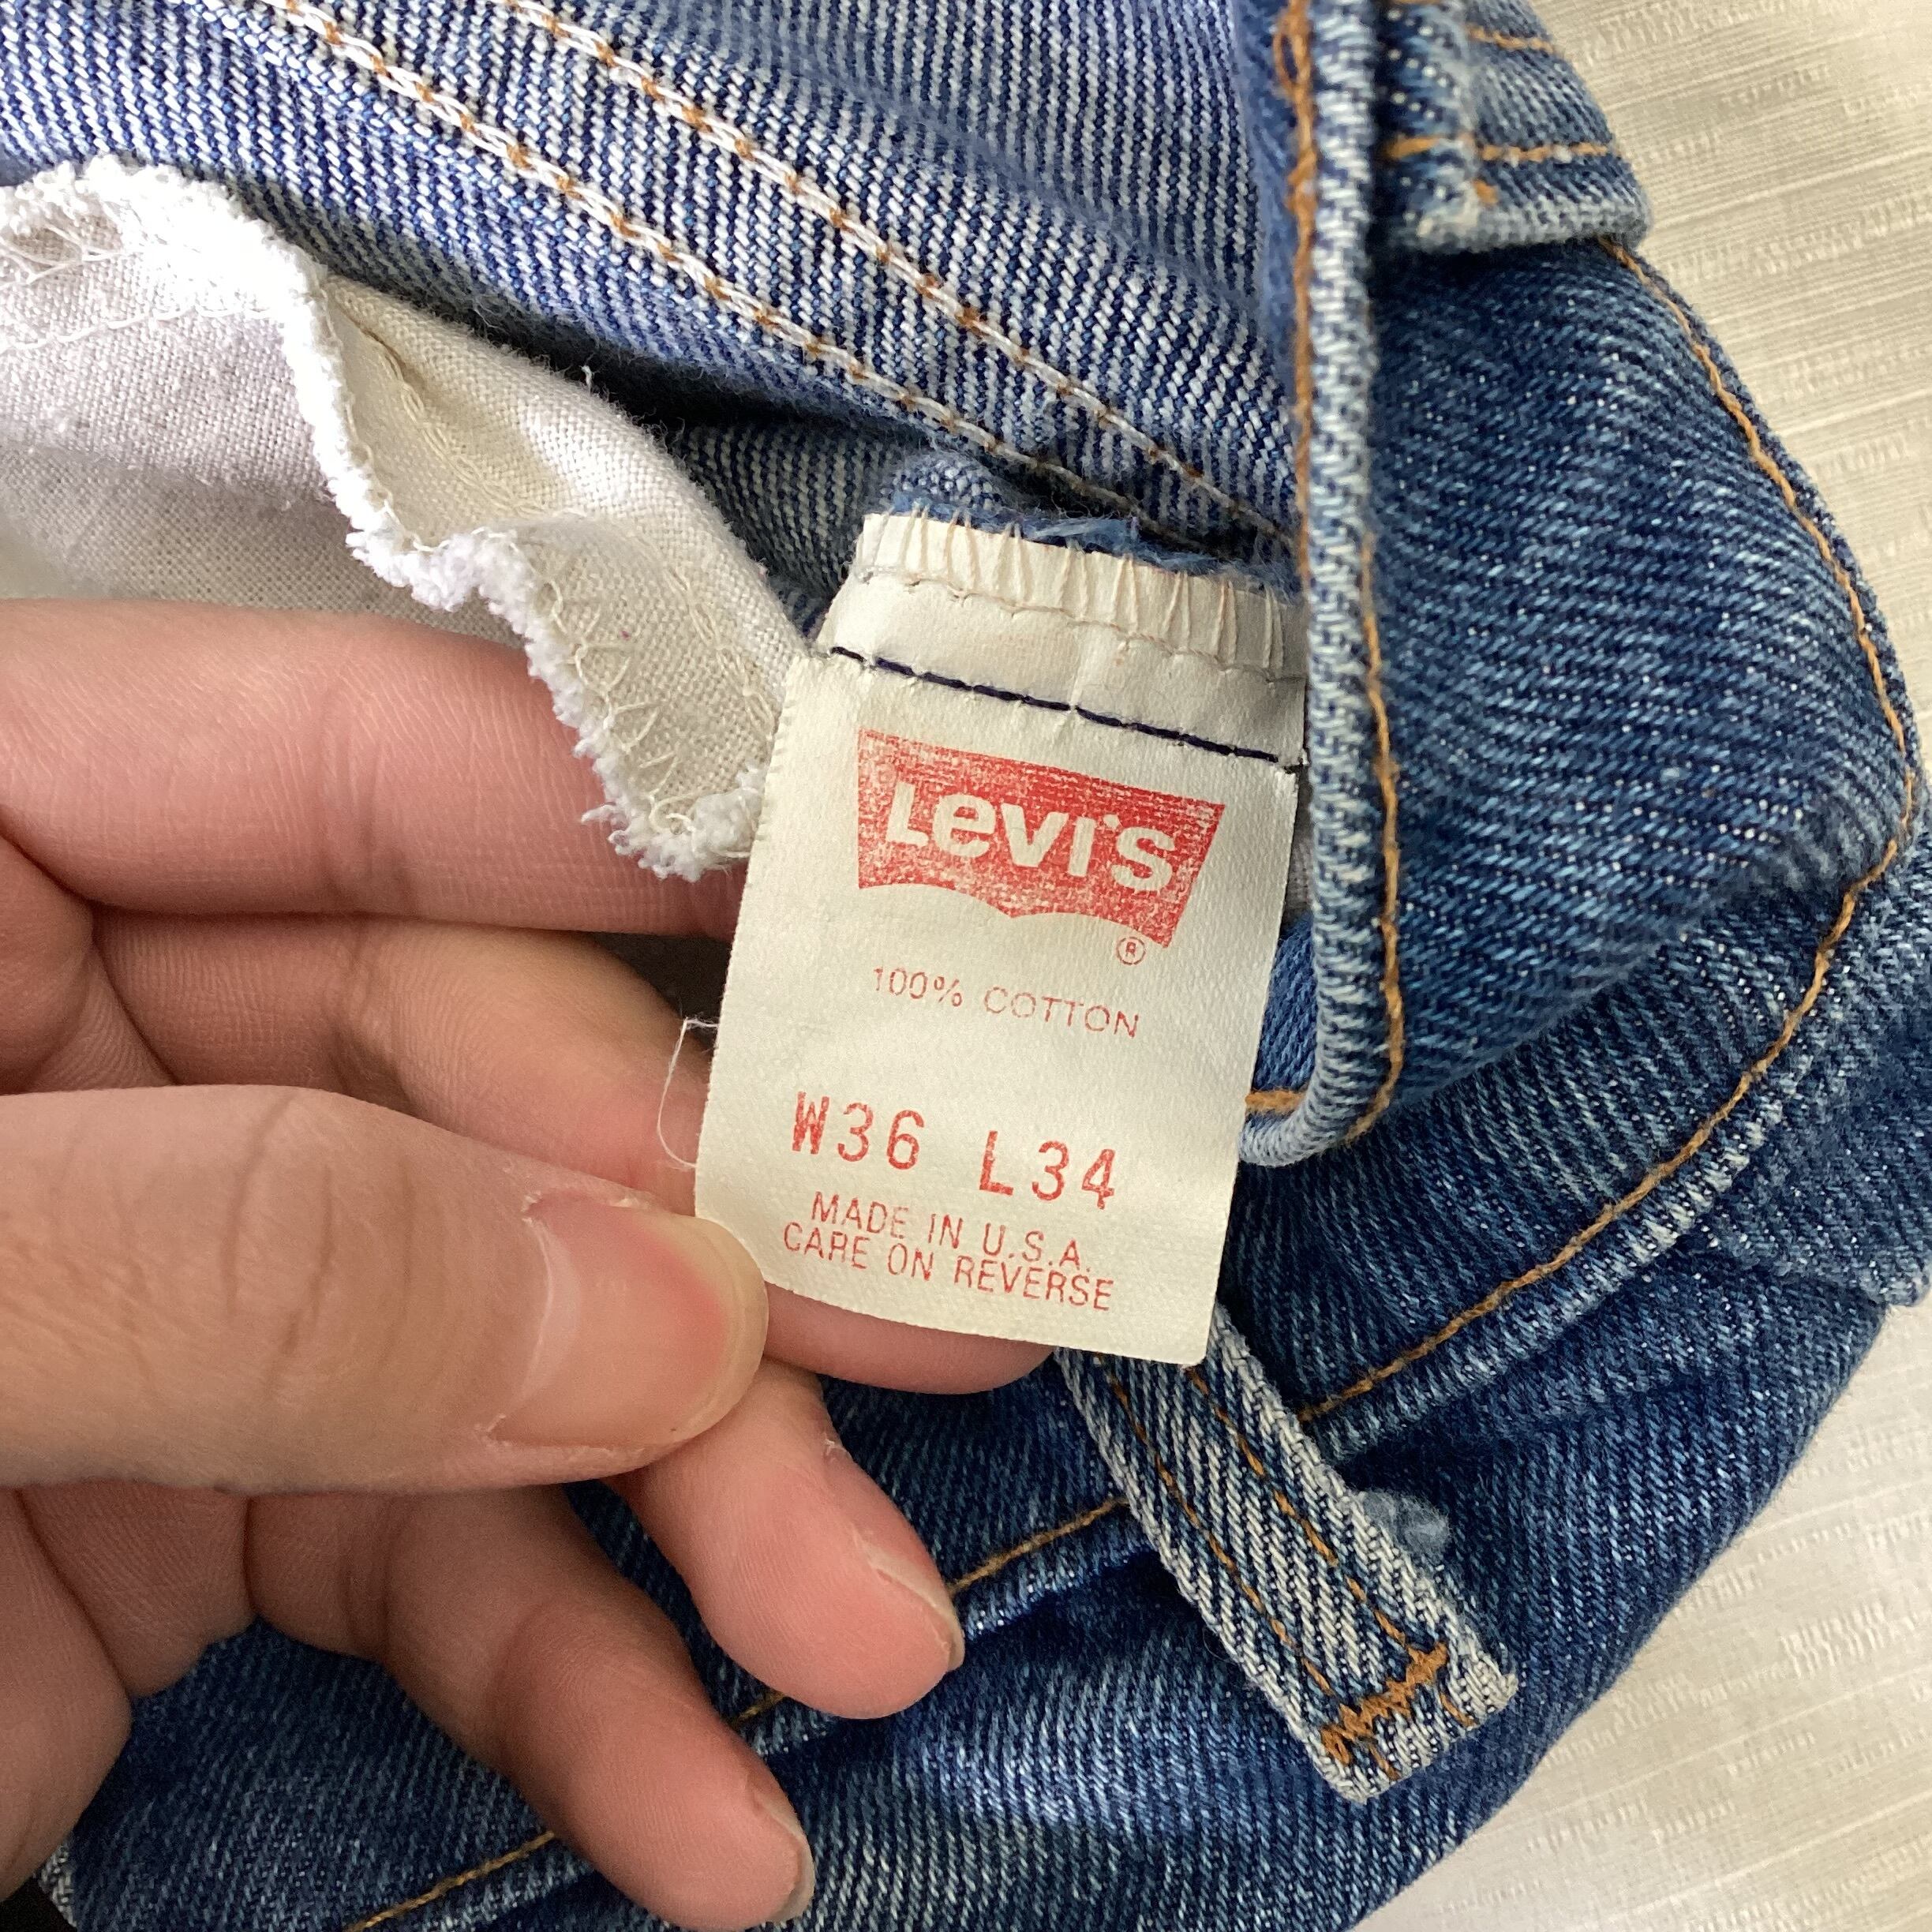 Levi's
®
100% COTTON
W36 L34
MADE IN U.S.A.
CARE ON REVERSE